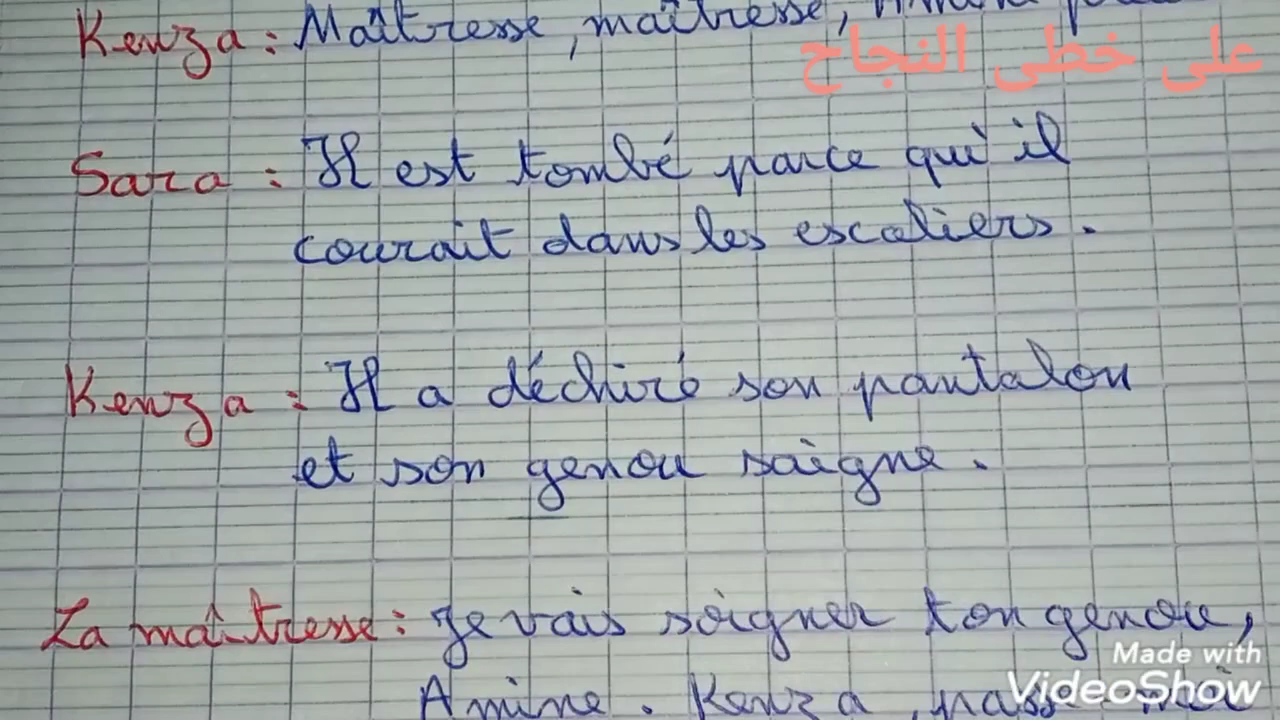 Kenza : Maîtresse, maîtresse,
على خطى النجاح
Sara : Il est tombé parce qu'il
courait dans les escaliers.
Kenza : Il a déchiré son pantalon
et son genou saigne.
La maîtresse : Je vais soigner ton genou,
Made with
VideoShow
Amine. Kenza, passe-moi